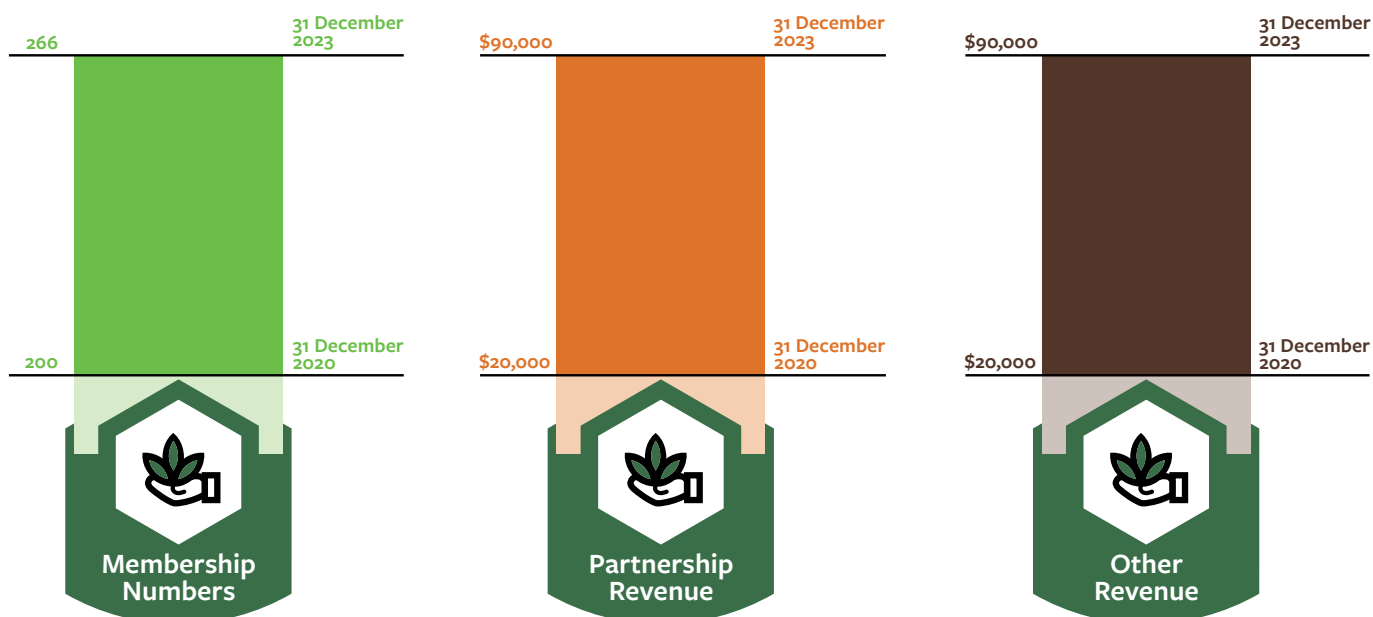 266
31 December
2023
200
31 December
2020
Membership
Numbers
$90,000
31 December
2023
$20,000
31 December
2020
Partnership
Revenue
$90,000
31 December
2023
$20,000
31 December
2020
Other
Revenue